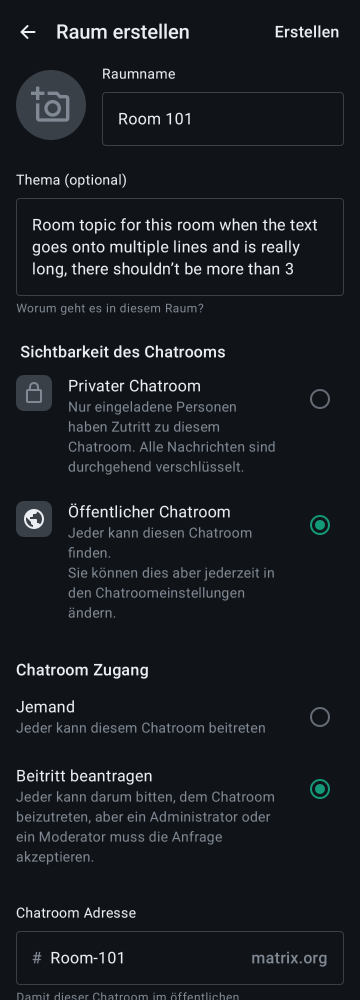 Raum erstellen
Erstellen
Raumname
Room 101
Thema (optional)
Room topic for this room when the text
goes onto multiple lines and is really
long, there shouldn’t be more than 3
Worum geht es in diesem Raum?
Sichtbarkeit des Chatrooms
Privater Chatroom
Nur eingeladene Personen
haben Zutritt zu diesem
Chatroom. Alle Nachrichten sind
durchgehend verschlüsselt.
Öffentlicher Chatroom
Jeder kann diesen Chatroom
finden.
Sie können dies aber jederzeit in
den Chatroomeinstellungen
ändern.
Chatroom Zugang
Jemand
Jeder kann diesem Chatroom beitreten
Beitritt beantragen
Jeder kann darum bitten, dem Chatroom
beizutreten, aber ein Administrator oder
ein Moderator muss die Anfrage
akzeptieren.
Chatroom Adresse
# Room-101 matrix.org
Damit dieser Chatroom im öffentlichen